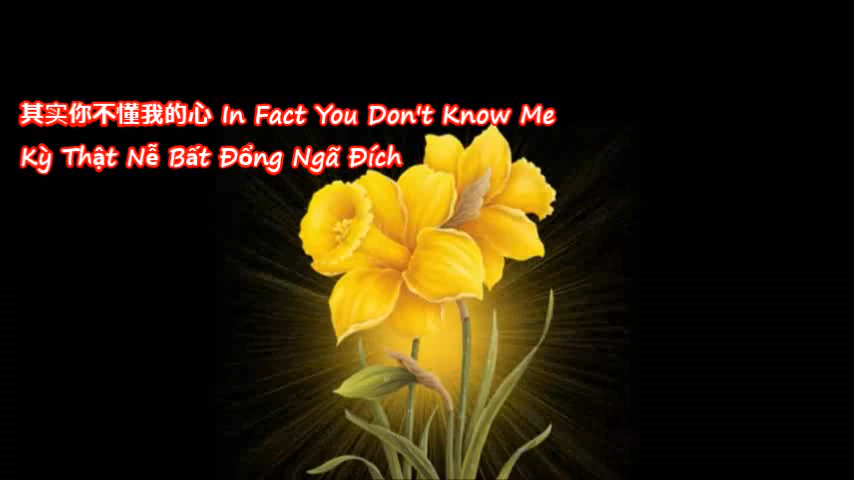 其实你不懂我的心 In Fact You Don't Know Me
Kỳ Thật Nễ Bất Đổng Ngã Đích